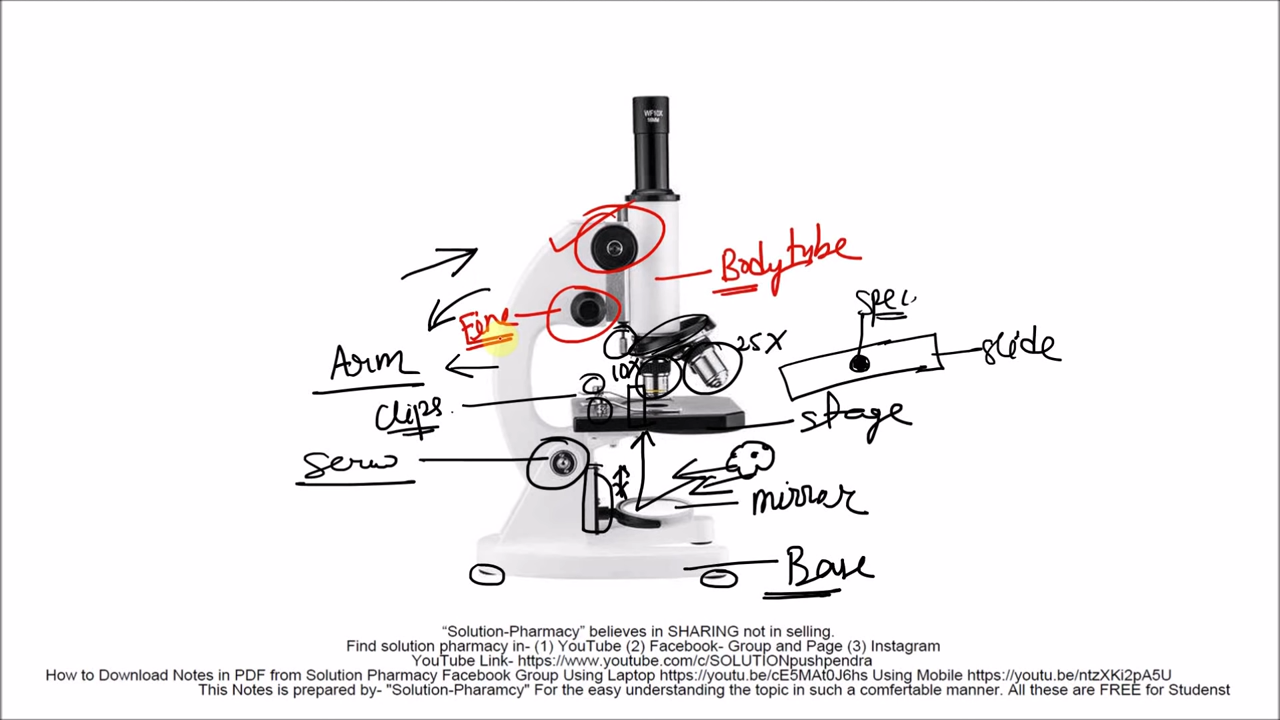 WF10X
18MM
Body tube
Fine
spec.
25X
slide
Arm
10X
clips.
stage
Serw
mirrar
Base
“Solution-Pharmacy” believes in SHARING not in selling.
Find solution pharmacy in- (1) YouTube (2) Facebook- Group and Page (3) Instagram
YouTube Link- https://www.youtube.com/c/SOLUTIONpushpendra
How to Download Notes in PDF from Solution Pharmacy Facebook Group Using Laptop https://youtu.be/cE5MAt0J6hs Using Mobile https://youtu.be/ntzXKi2pA5U
This Notes is prepared by- "Solution-Pharamcy" For the easy understanding the topic in such a comfertable manner. All these are FREE for Studenst